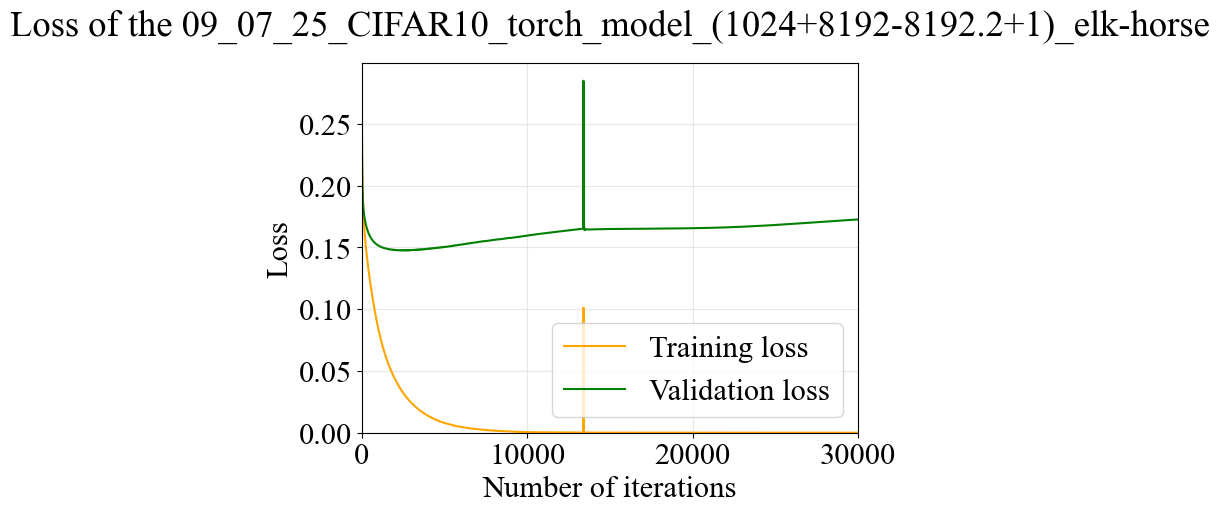 Loss of the 09_07_25_CIFAR10_torch_model_(1024+8192-8192.2+1)_elk-horse
0.25
0.20
0.15
0.10
0.05
0.00
Loss
Training loss
Validation loss
0 10000 20000 30000
Number of iterations